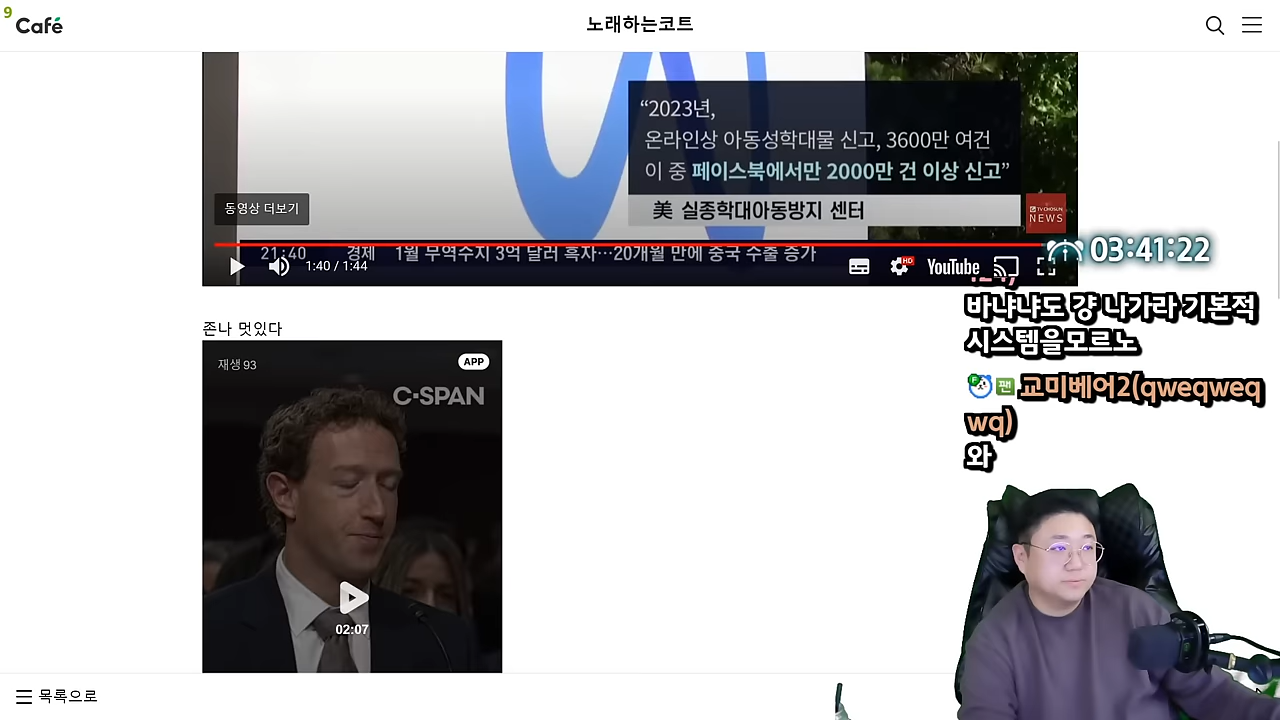 9
Café
노래하는코트
“2023년,
온라인상 아동성학대물 신고, 3600만 여건
이 중 페이스북에서만 2000만 건 이상 신고”
美 실종학대아동방지 센터
TV CHOSUN
NEWS
동영상 더보기
21:40 경제 1월 무역수지 3억 달러 흑자…20개월 만에 중국 수출 증가
1:40 / 1:44
HD
YouTube
03:41:22
바냐냐도 걍 나가라 기본적
시스템을모르노
팬 교미베어2(qweqweq
wq)
와
존나 멋있다
재생 93
APP
C-SPAN
02:07
목록으로